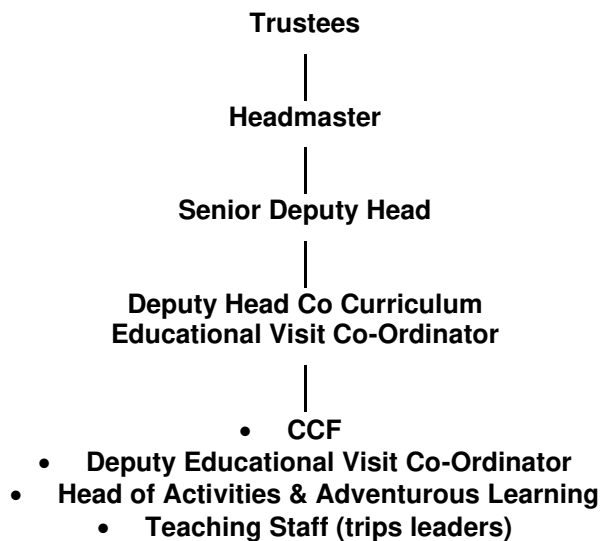 Trustees
Headmaster
Senior Deputy Head
Deputy Head Co Curriculum
Educational Visit Co-Ordinator
• CCF
• Deputy Educational Visit Co-Ordinator
• Head of Activities & Adventurous Learning
• Teaching Staff (trips leaders)